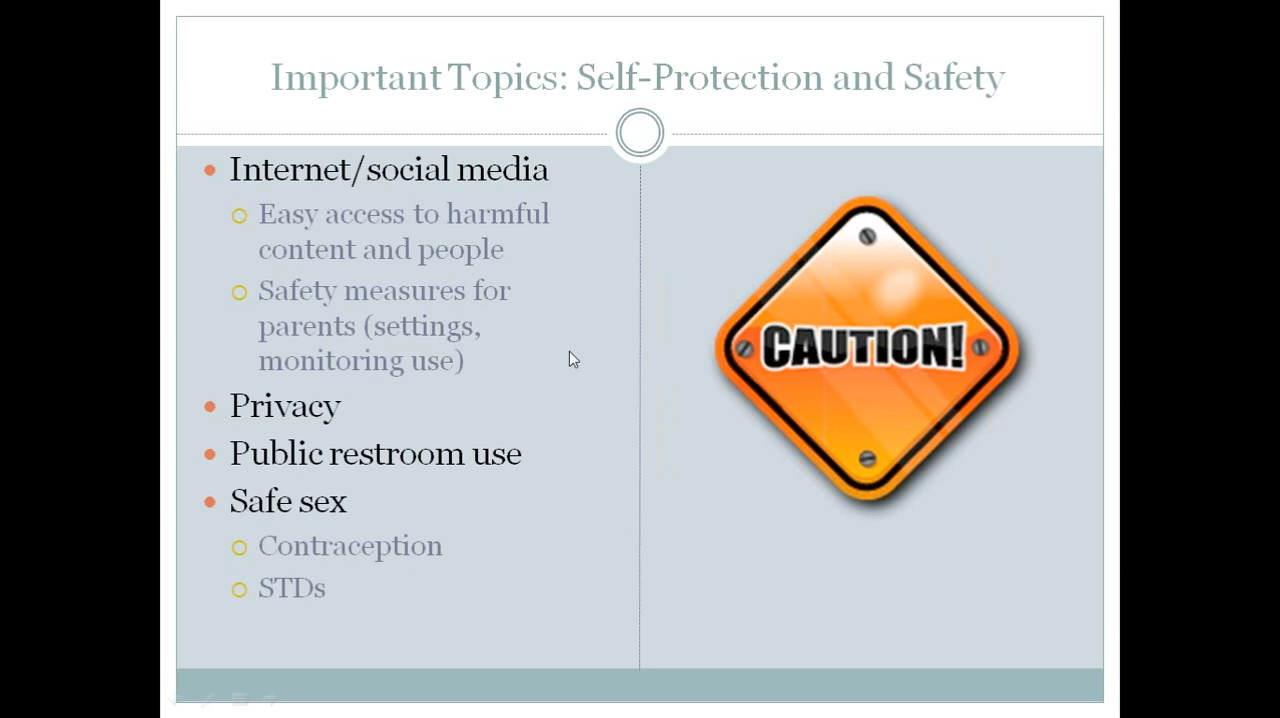 Important Topics: Self-Protection and Safety
Internet/social media
Easy access to harmful
content and people
Safety measures for
parents (settings,
monitoring use)
Privacy
Public restroom use
Safe sex
Contraception
STDs
CAUTION!